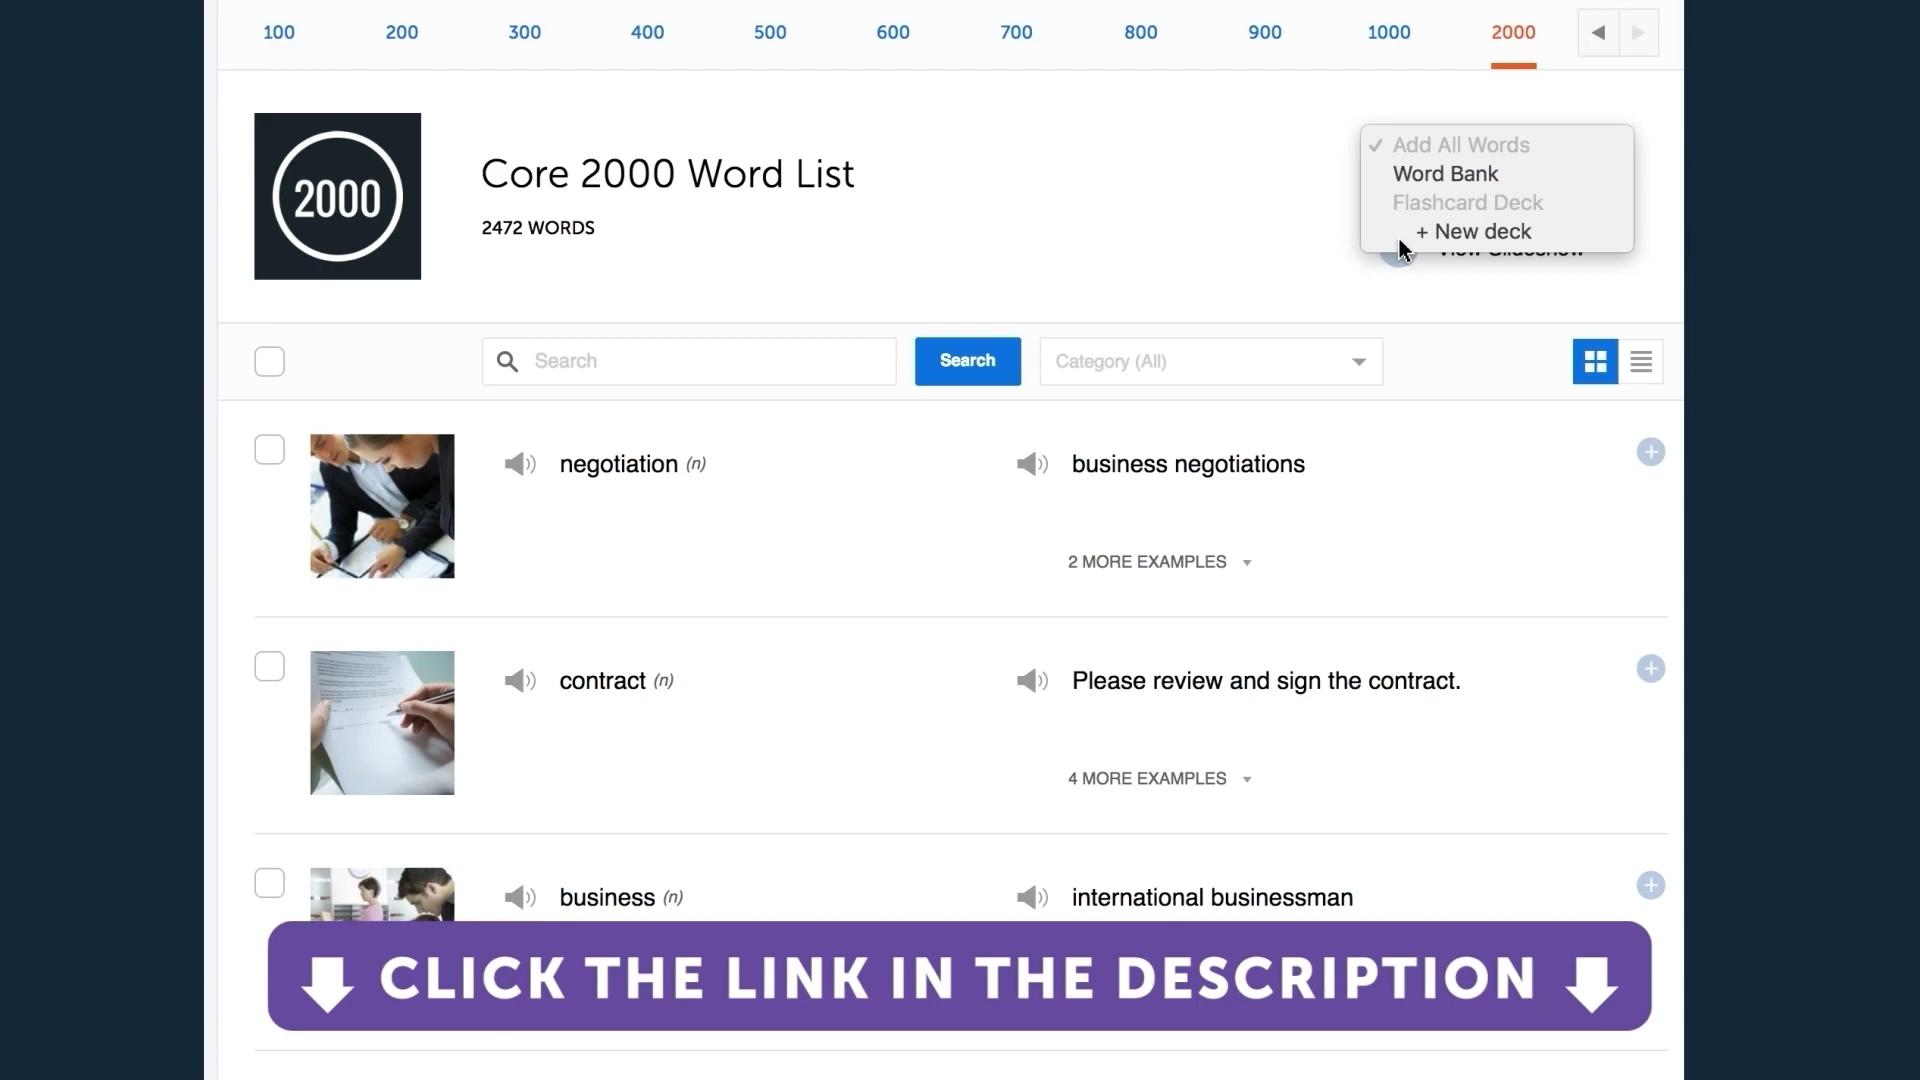 100 200 300 400 500 600 700 800 900 1000 2000
2000
Core 2000 Word List
2472 WORDS
Add All Words
Word Bank
Flashcard Deck
+ New deck
View Slideshow
Search
Search
Category (All)
negotiation (n)
business negotiations
2 MORE EXAMPLES
contract (n)
Please review and sign the contract.
4 MORE EXAMPLES
business (n)
international businessman
CLICK THE LINK IN THE DESCRIPTION